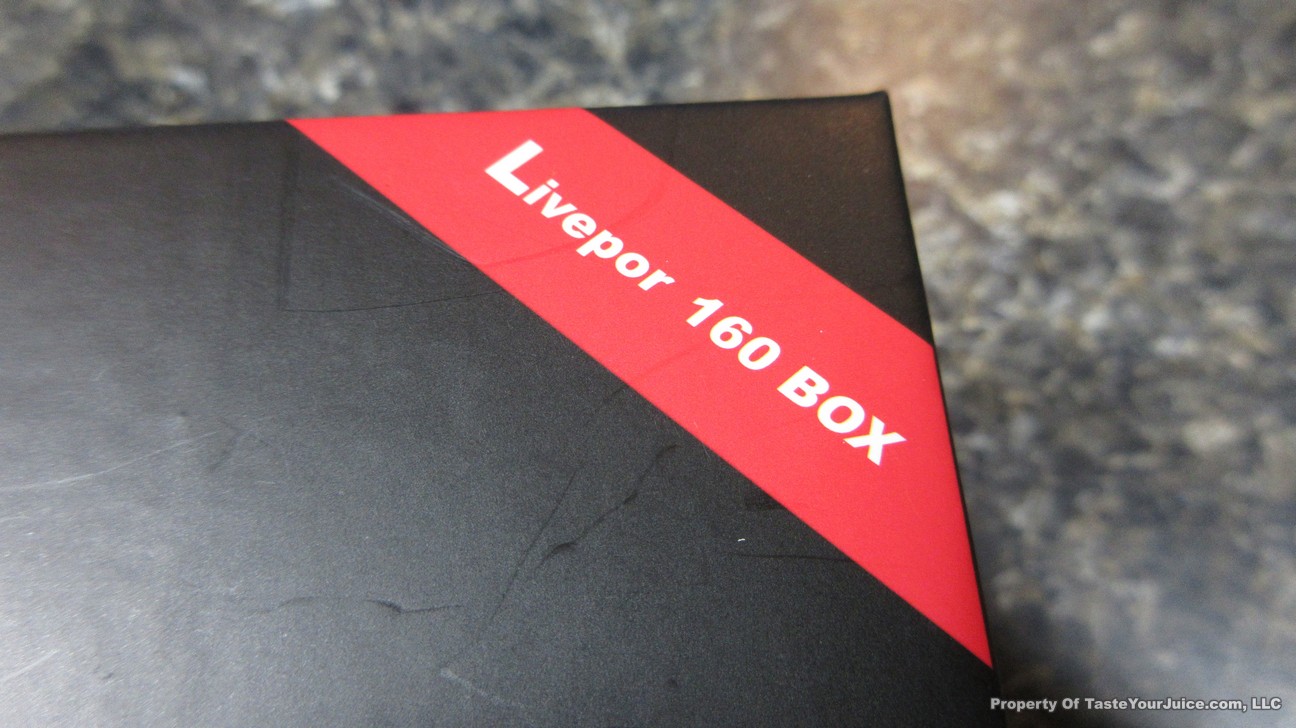 Livepor 160 BOX
Property Of TasteYourJuice.com, LLC